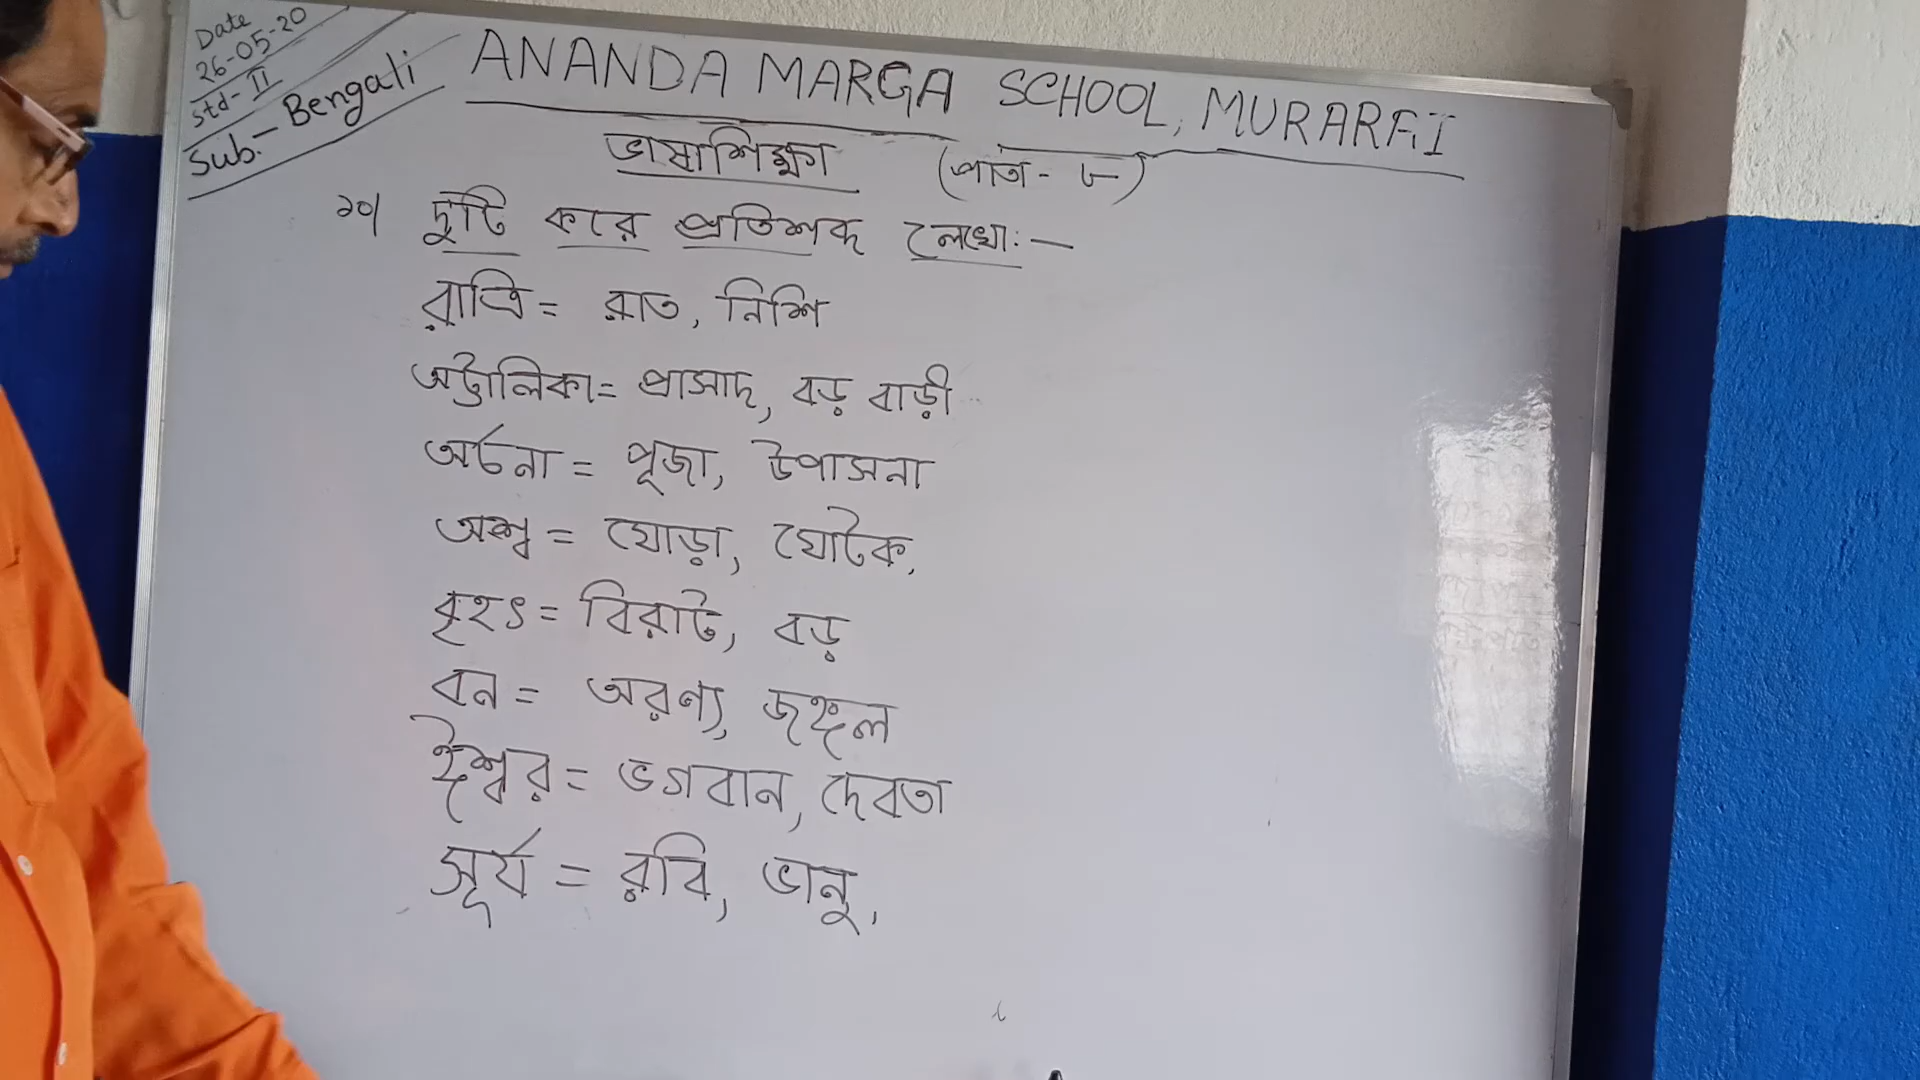 Date
26-05-20
Std- II
Sub:- Bengali
ANANDA MARGA SCHOOL, MURARAI
ভাষাশিক্ষা (পাতা- ৮)
১০। দুটি করে প্রতিশব্দ লেখো:—
রাত্রি = রাত, নিশি
অট্টালিকা= প্রাসাদ, বড় বাড়ী
অর্চনা = পূজা, উপাসনা
অশ্ব = ঘোড়া, ঘোটক,
বৃহৎ = বিরাট, বড়
বন = অরণ্য, জঙ্গল
ঈশ্বর = ভগবান, দেবতা
সূর্য = রবি, ভানু,